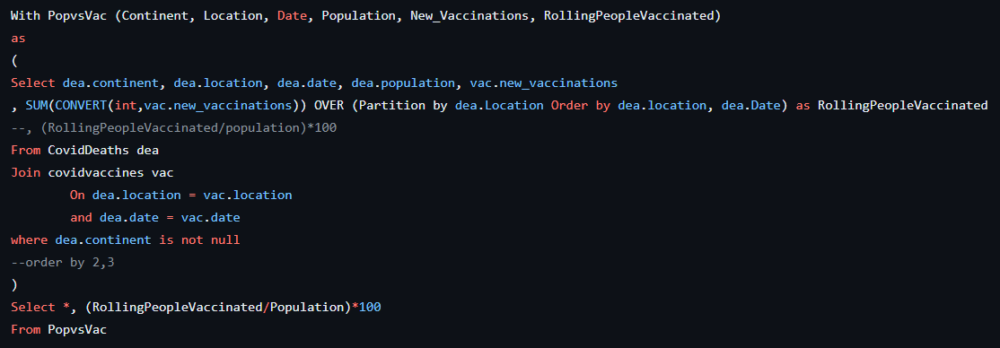 With PopvsVac (Continent, Location, Date, Population, New_Vaccinations, RollingPeopleVaccinated)
as
(
Select dea.continent, dea.location, dea.date, dea.population, vac.new_vaccinations
, SUM(CONVERT(int,vac.new_vaccinations)) OVER (Partition by dea.Location Order by dea.location, dea.Date) as RollingPeopleVaccinated
--, (RollingPeopleVaccinated/population)*100
From CovidDeaths dea
Join covidvaccines vac
	On dea.location = vac.location
	and dea.date = vac.date
where dea.continent is not null
--order by 2,3
)
Select *, (RollingPeopleVaccinated/Population)*100
From PopvsVac